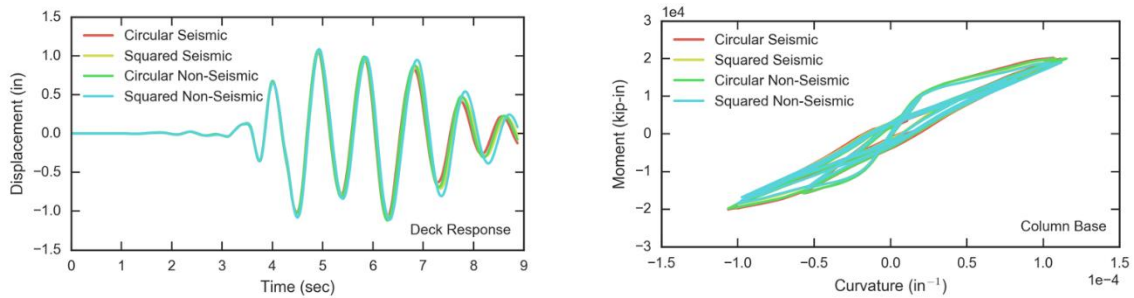 1.5
1.0
0.5
0.0
−0.5
−1.0
−1.5
Displacement (in)
Circular Seismic
Squared Seismic
Circular Non-Seismic
Squared Non-Seismic
Deck Response
0 1 2 3 4 5 6 7 8 9
Time (sec)
1e4
3
2
1
0
−1
−2
−3
Moment (kip-in)
Circular Seismic
Squared Seismic
Circular Non-Seismic
Squared Non-Seismic
Column Base
−1.5 −1.0 −0.5 0.0 0.5 1.0 1.5
1e−4
Curvature (in⁻¹)